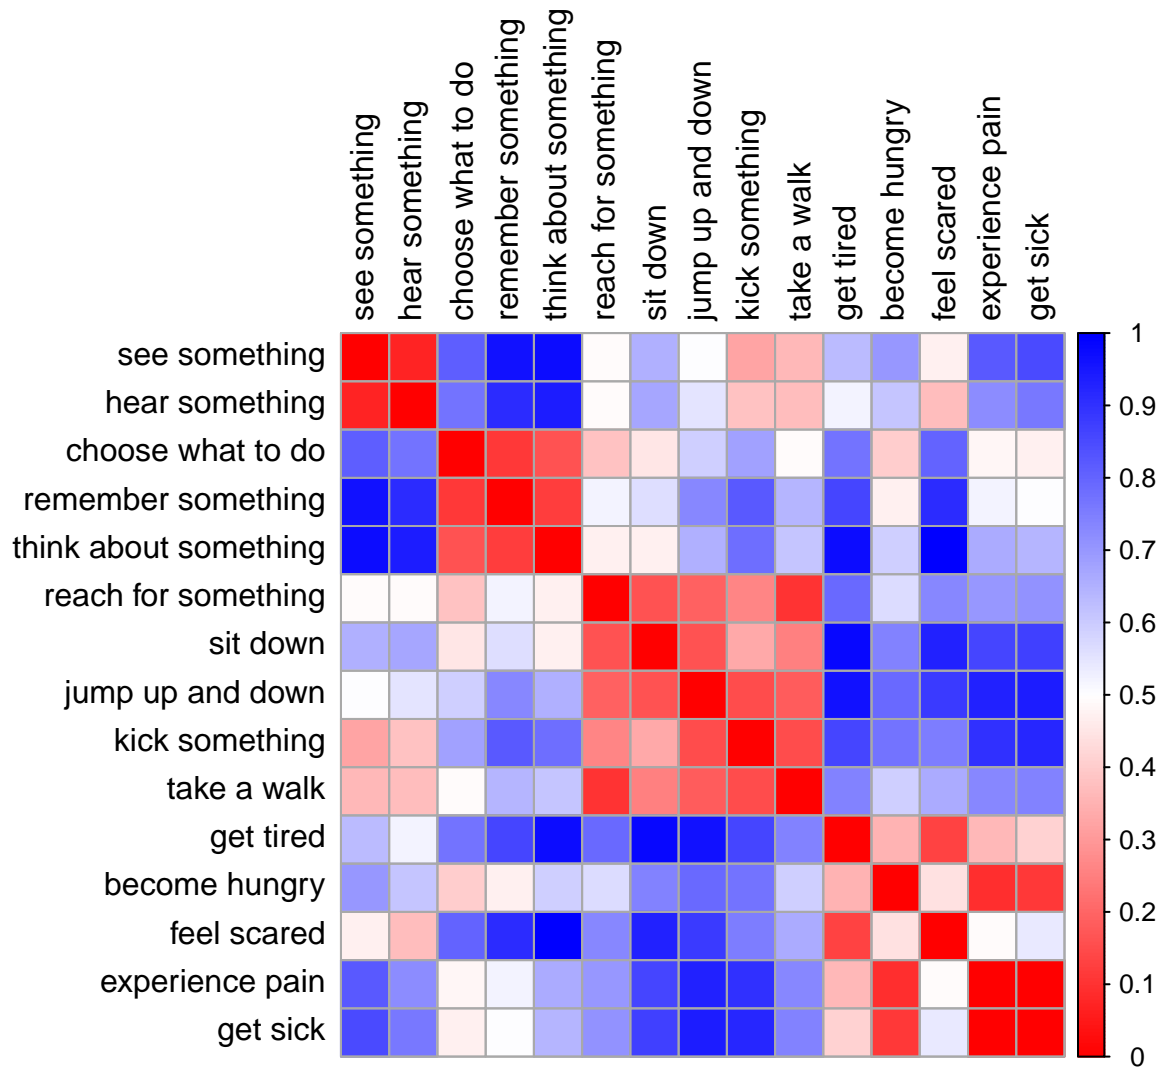 see something
hear something
choose what to do
remember something
think about something
reach for something
sit down
jump up and down
kick something
take a walk
get tired
become hungry
feel scared
experience pain
get sick
see something
hear something
choose what to do
remember something
think about something
reach for something
sit down
jump up and down
kick something
take a walk
get tired
become hungry
feel scared
experience pain
get sick
1
0.9
0.8
0.7
0.6
0.5
0.4
0.3
0.2
0.1
0